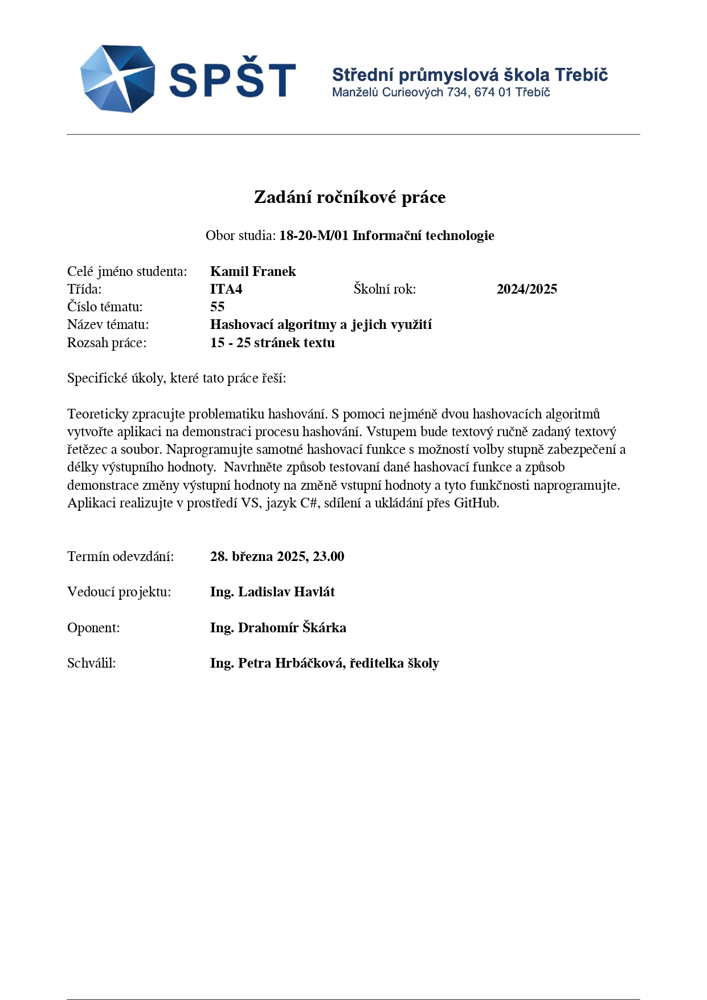 SPŠT
Střední průmyslová škola Třebíč
Manželů Curieových 734, 674 01 Třebíč
Zadání ročníkové práce
Obor studia: 18-20-M/01 Informační technologie
Celé jméno studenta: Kamil Franek
Třída: ITA4 Školní rok: 2024/2025
Číslo tématu: 55
Název tématu: Hashovací algoritmy a jejich využití
Rozsah práce: 15 - 25 stránek textu
Specifické úkoly, které tato práce řeší:
Teoreticky zpracujte problematiku hashování. S pomoci nejméně dvou hashovacích algoritmů
vytvořte aplikaci na demonstraci procesu hashování. Vstupem bude textový ručně zadaný textový
řetězec a soubor. Naprogramujte samotné hashovací funkce s možností volby stupně zabezpečení a
délky výstupního hodnoty.  Navrhněte způsob testovaní dané hashovací funkce a způsob
demonstrace změny výstupní hodnoty na změně vstupní hodnoty a tyto funkčnosti naprogramujte.
Aplikaci realizujte v prostředí VS, jazyk C#, sdílení a ukládání přes GitHub.
Termín odevzdání: 28. března 2025, 23.00
Vedoucí projektu: Ing. Ladislav Havlát
Oponent: Ing. Drahomír Škárka
Schválil: Ing. Petra Hrbáčková, ředitelka školy